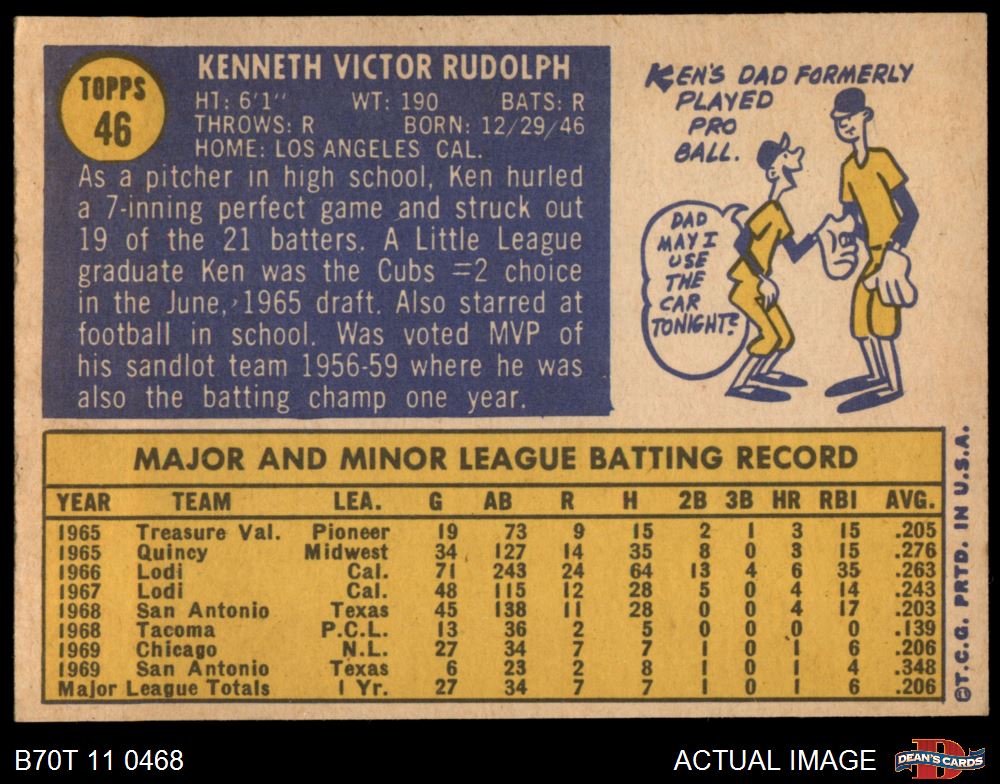 TOPPS
46
KENNETH VICTOR RUDOLPH
HT: 6'1" WT: 190 BATS: R
THROWS: R BORN: 12/29/46
HOME: LOS ANGELES CAL.
As a pitcher in high school, Ken hurled
a 7-inning perfect game and struck out
19 of the 21 batters. A Little League
graduate Ken was the Cubs =2 choice
in the June, 1965 draft. Also starred at
football in school. Was voted MVP of
his sandlot team 1956-59 where he was
also the batting champ one year.
KEN'S DAD FORMERLY
PLAYED
PRO
BALL.
DAD
MAY I
USE
THE
CAR
TONIGHT?
MAJOR AND MINOR LEAGUE BATTING RECORD
YEAR TEAM LEA. G AB R H 2B 3B HR RBI AVG.
1965 Treasure Val. Pioneer 19 73 9 15 2 1 3 15 .205
1965 Quincy Midwest 34 127 14 35 8 0 3 15 .276
1966 Lodi Cal. 71 243 24 64 13 4 6 35 .263
1967 Lodi Cal. 48 115 12 28 5 0 4 14 .243
1968 San Antonio Texas 45 138 11 28 0 0 4 17 .203
1968 Tacoma P.C.L. 13 36 2 5 0 0 0 0 .139
1969 Chicago N.L. 27 34 7 7 1 0 1 6 .206
1969 San Antonio Texas 6 23 2 8 1 0 1 4 .348
Major League Totals 1 Yr. 27 34 7 7 1 0 1 6 .206
©T.C.G. PRTD. IN U.S.A.
B70T 11 0468
ACTUAL IMAGE
D
DEAN'S CARDS